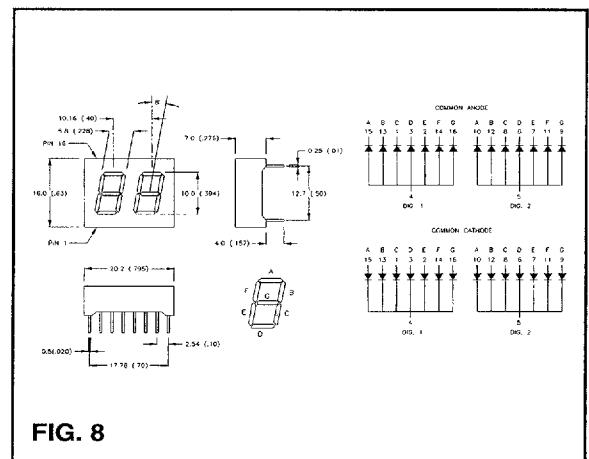 8°
10.16 (.40)
5.8 (.228)
PIN 16
16.0 (.63)
10.0 (.394)
PIN 1
7.0 (.276)
0.25 (.01)
12.7 (.50)
4.0 (.157)
20.2 (.795)
0.5(.020)
2.54 (.10)
17.78 (.70)
A
F G B
E C
D
COMMON ANODE
A B C D E F G A B C D E F G
15 13 1 3 2 14 16 10 12 8 6 7 11 9
4 5
DIG. 1 DIG. 2
COMMON CATHODE
A B C D E F G A B C D E F G
15 13 1 3 2 14 16 10 12 8 6 7 11 9
4 5
DIG. 1 DIG. 2
FIG. 8